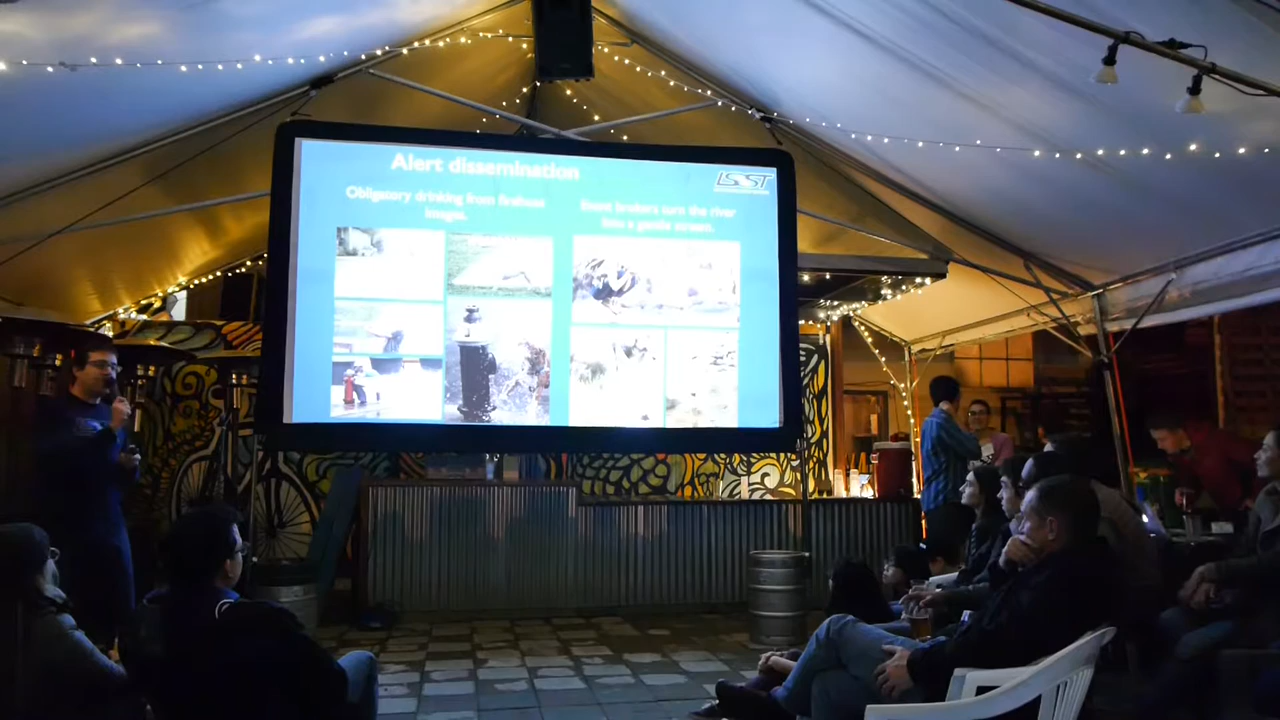 Alert dissemination
LSST
Obligatory drinking from firehose
images.
Event brokers turn the river
into a gentle stream.